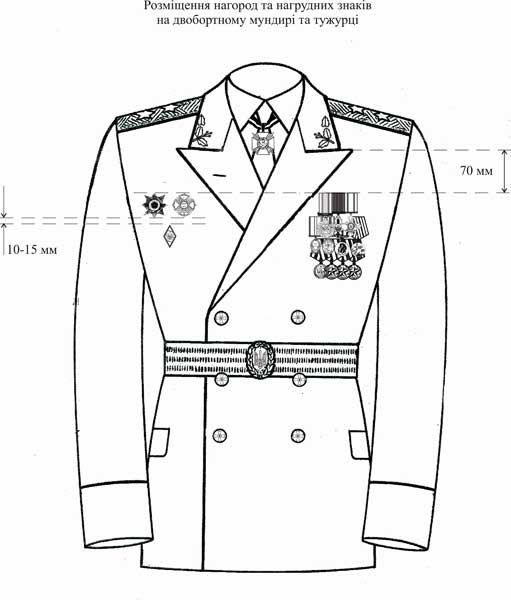 Розміщення нагород та нагрудних знаків
на двобортному мундирі та тужурці
70 мм
10-15 мм